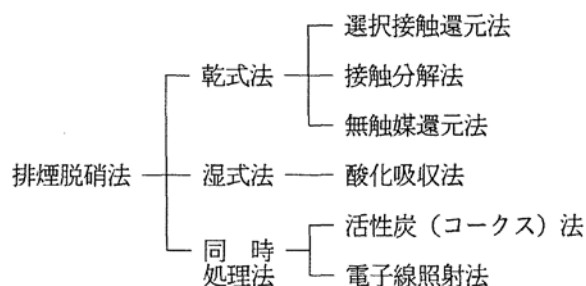 選択接触還元法
乾式法
接触分解法
無触媒還元法
排煙脱硝法
湿式法
酸化吸収法
活性炭（コークス）法
同時
処理法
電子線照射法